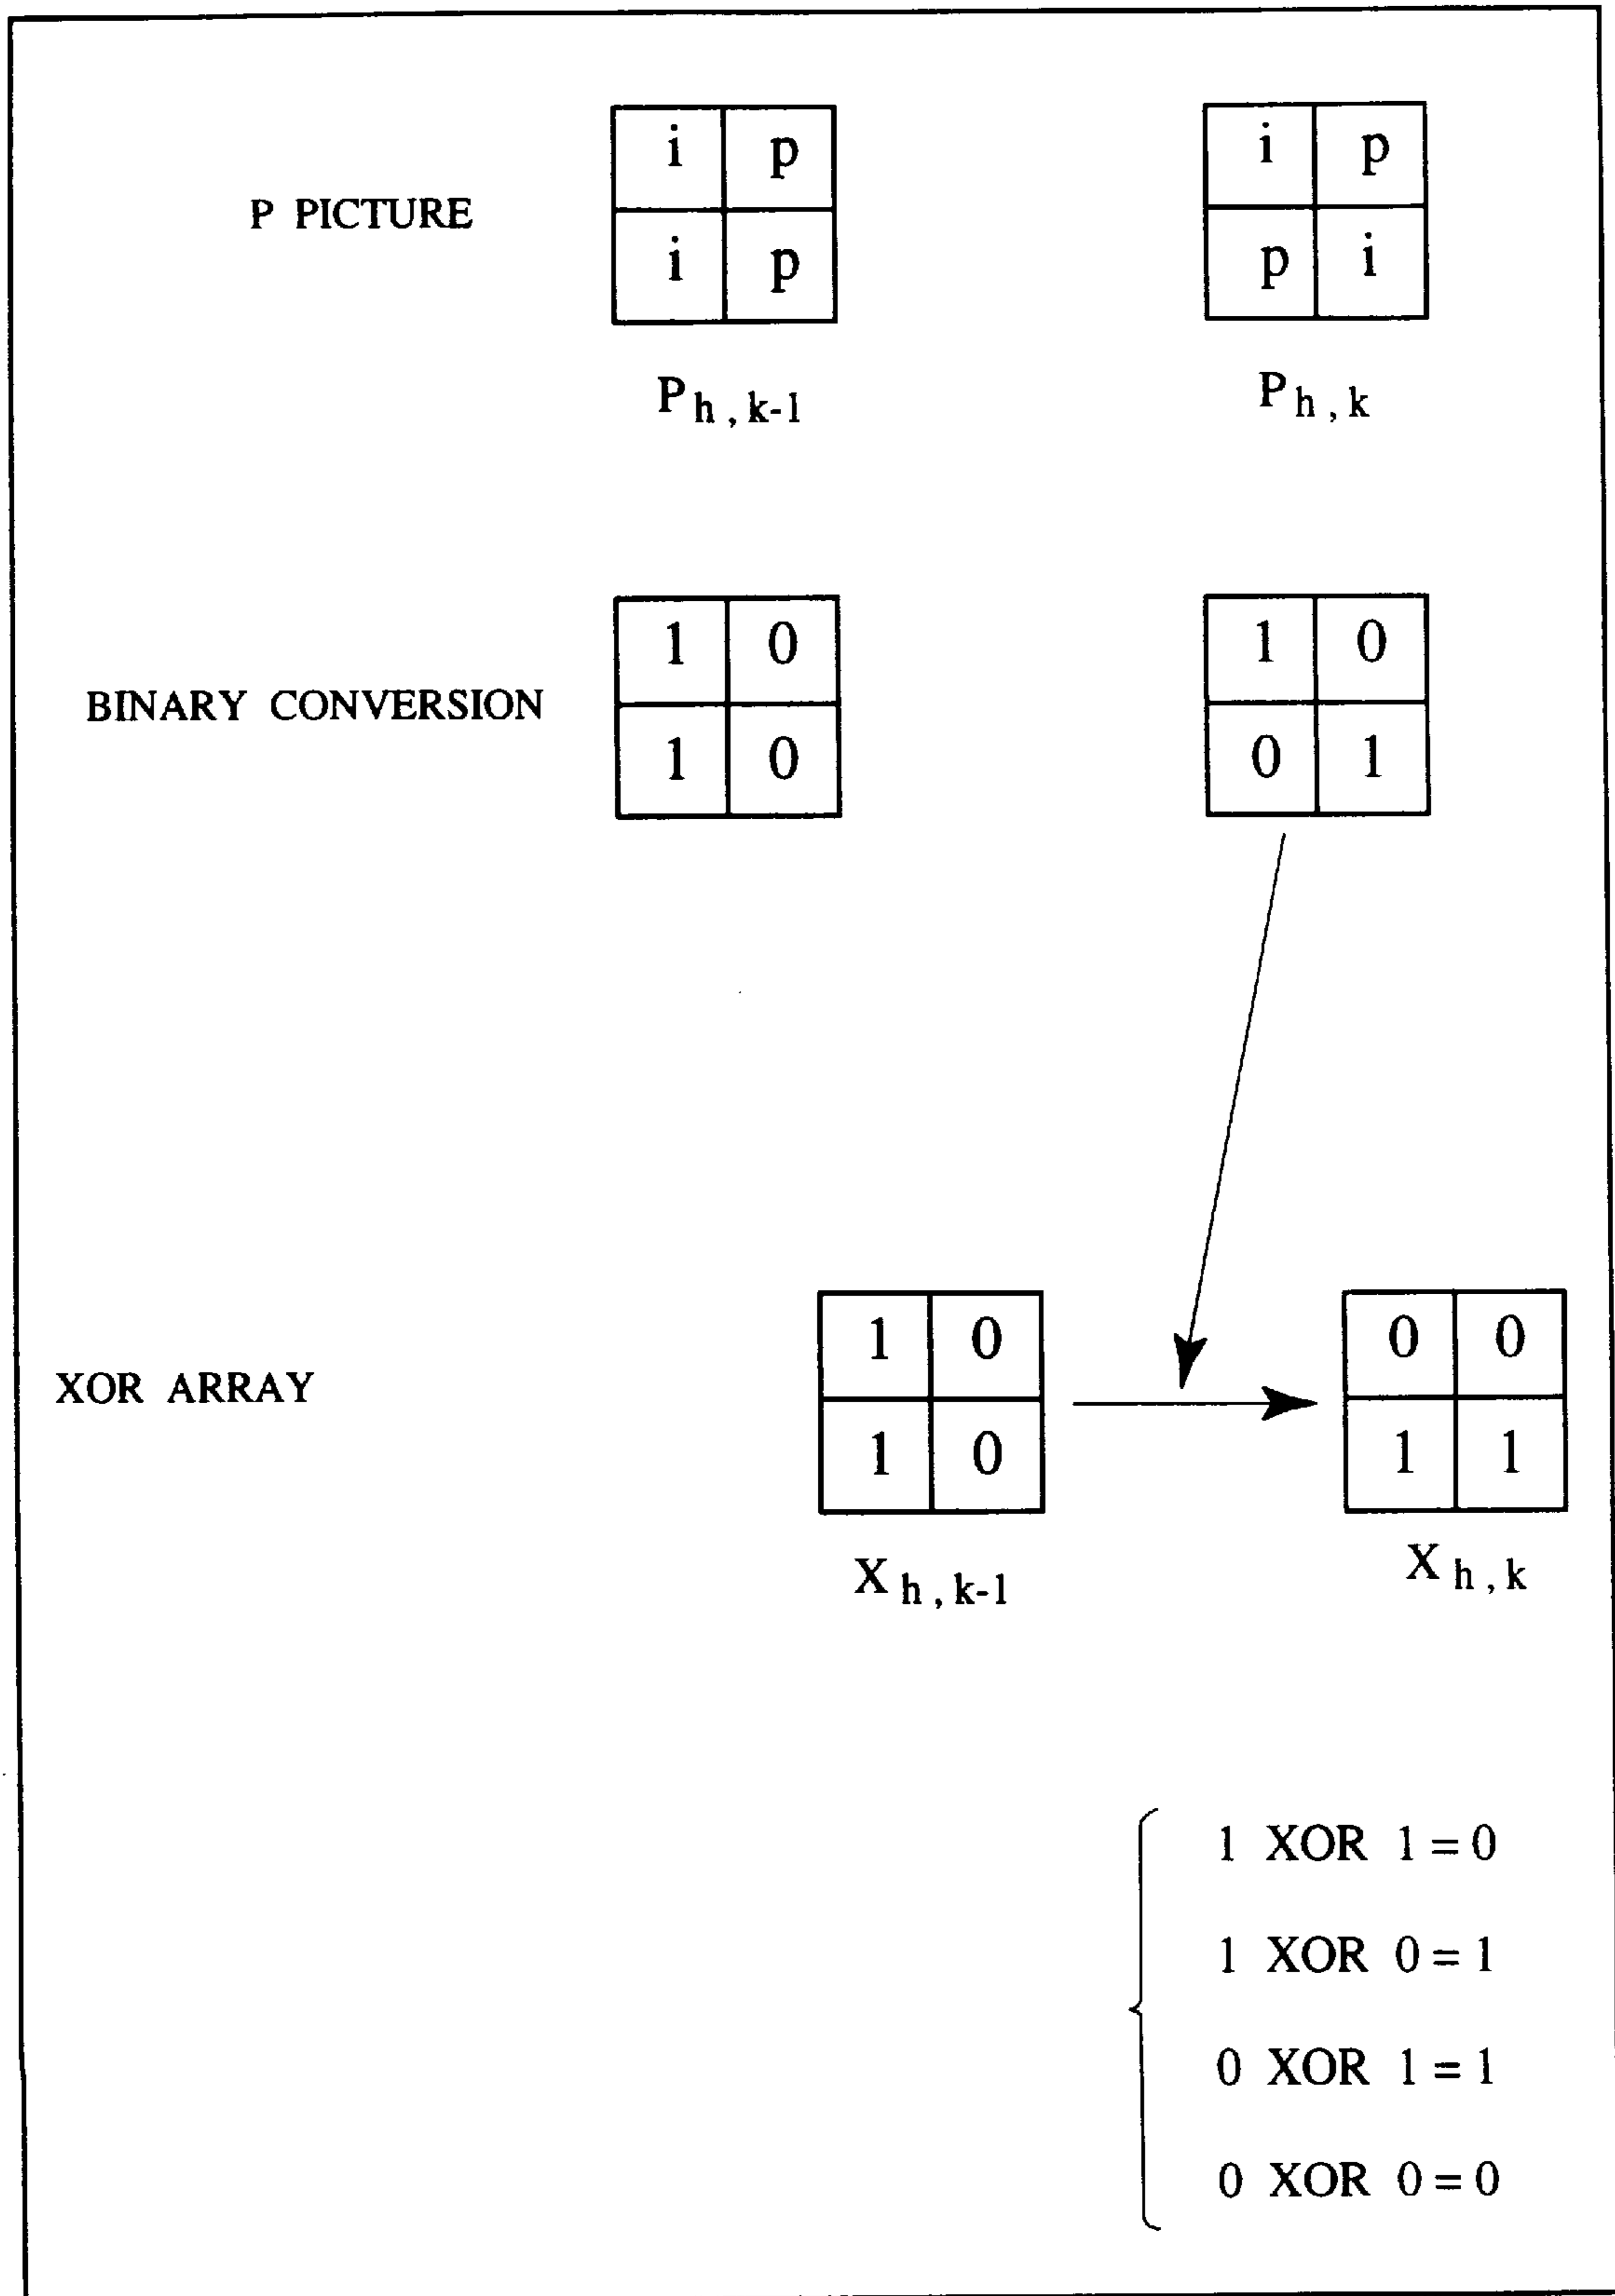 i p i p
P PICTURE
i p p i
P h , k-1 P h , k
1 0 1 0
BINARY CONVERSION
1 0 0 1
1 0 0 0
XOR ARRAY
1 0 1 1
X h , k-1 X h , k
1 XOR 1 = 0
1 XOR 0 = 1
0 XOR 1 = 1
0 XOR 0 = 0